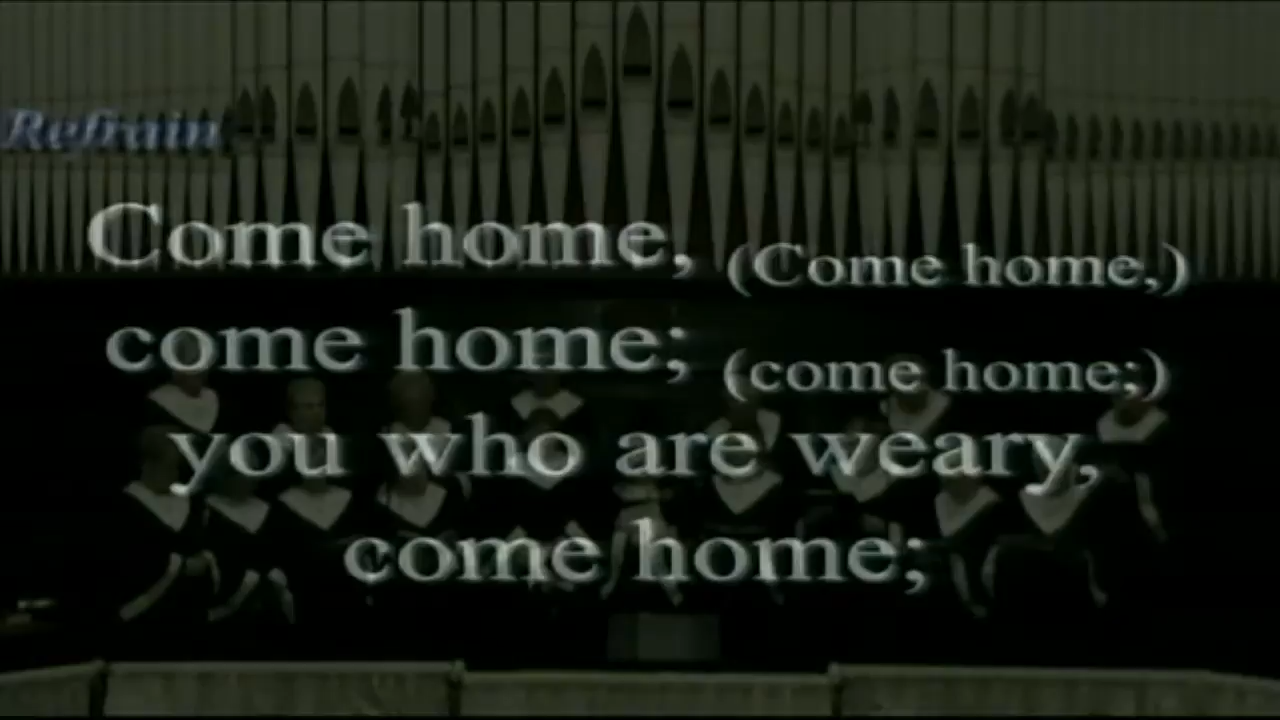 Refrain
Come home, (Come home,)
come home; (come home;)
you who are weary,
come home;